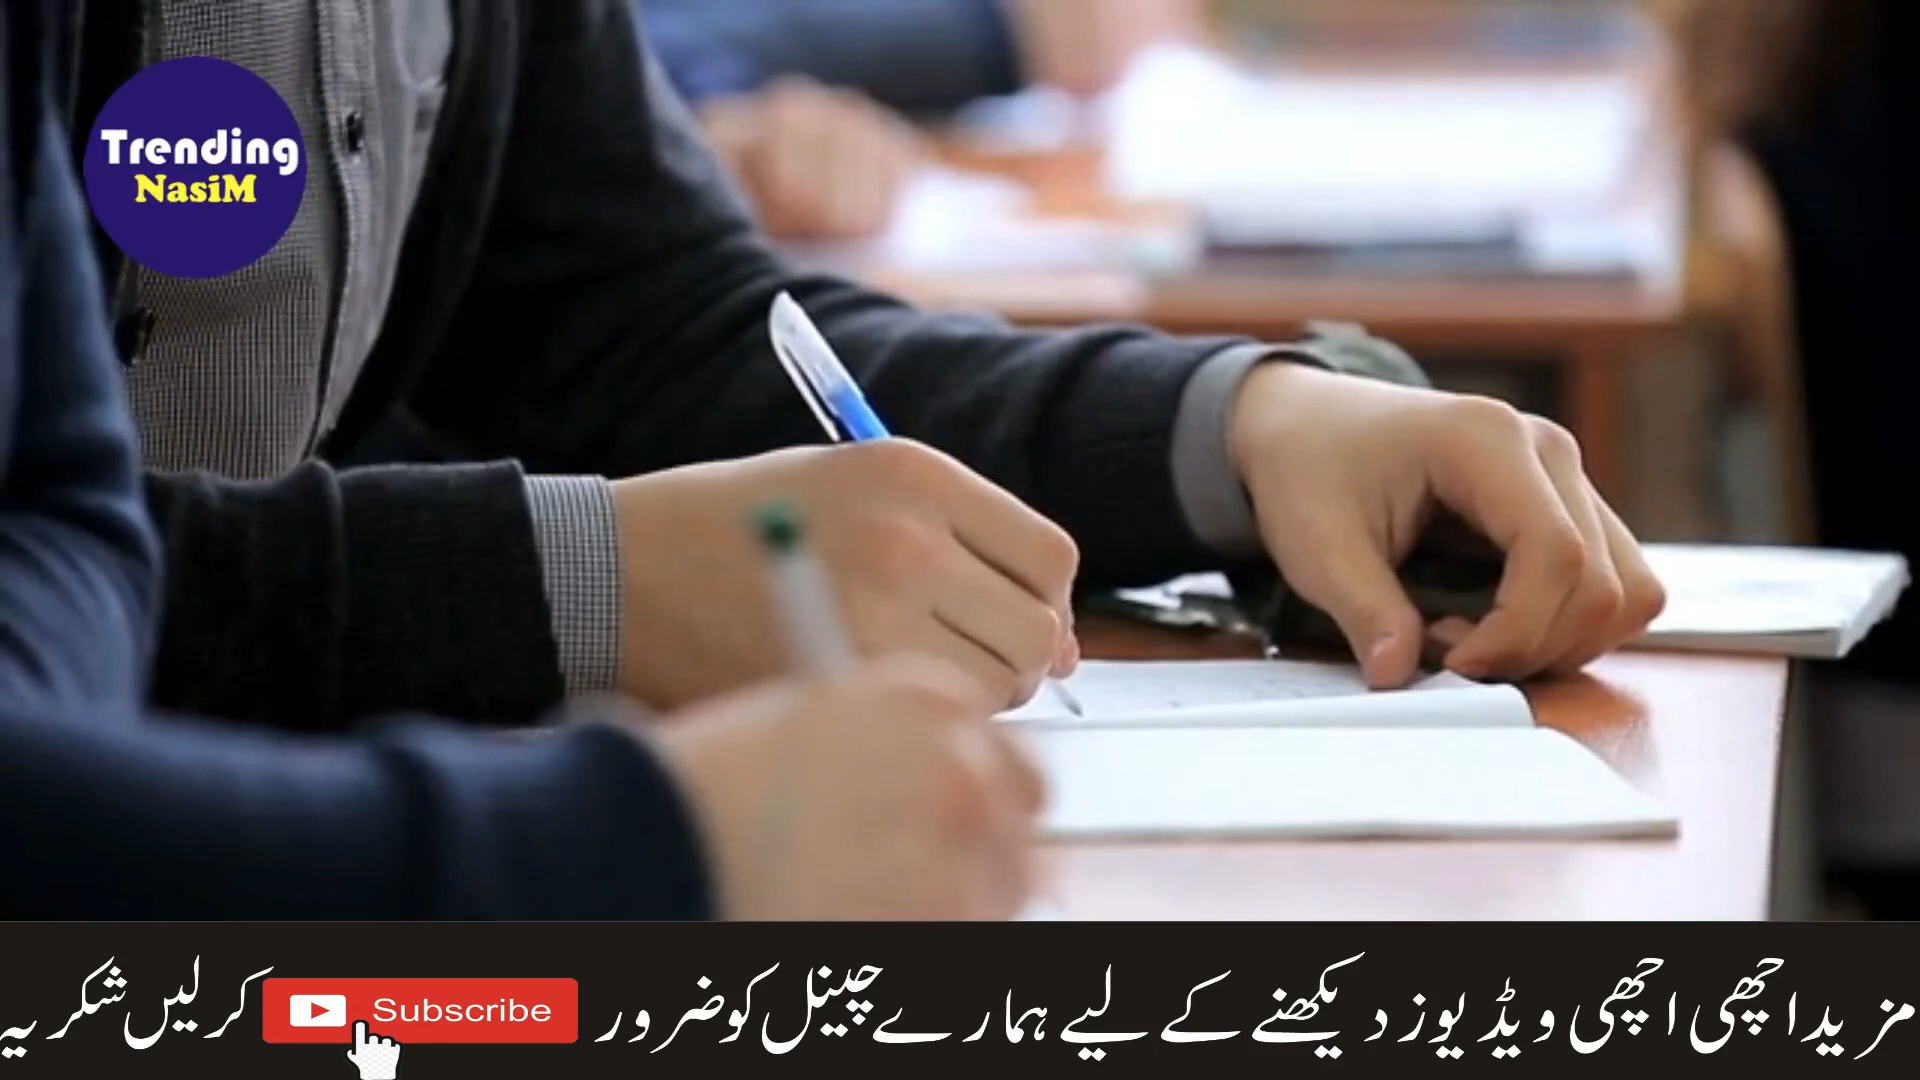 Trending
NasiM
مزید اچھی اچھی ویڈیوز دیکھنے کے لیے ہمارے چینل کو ضرور Subscribe کرلیں شکریہ